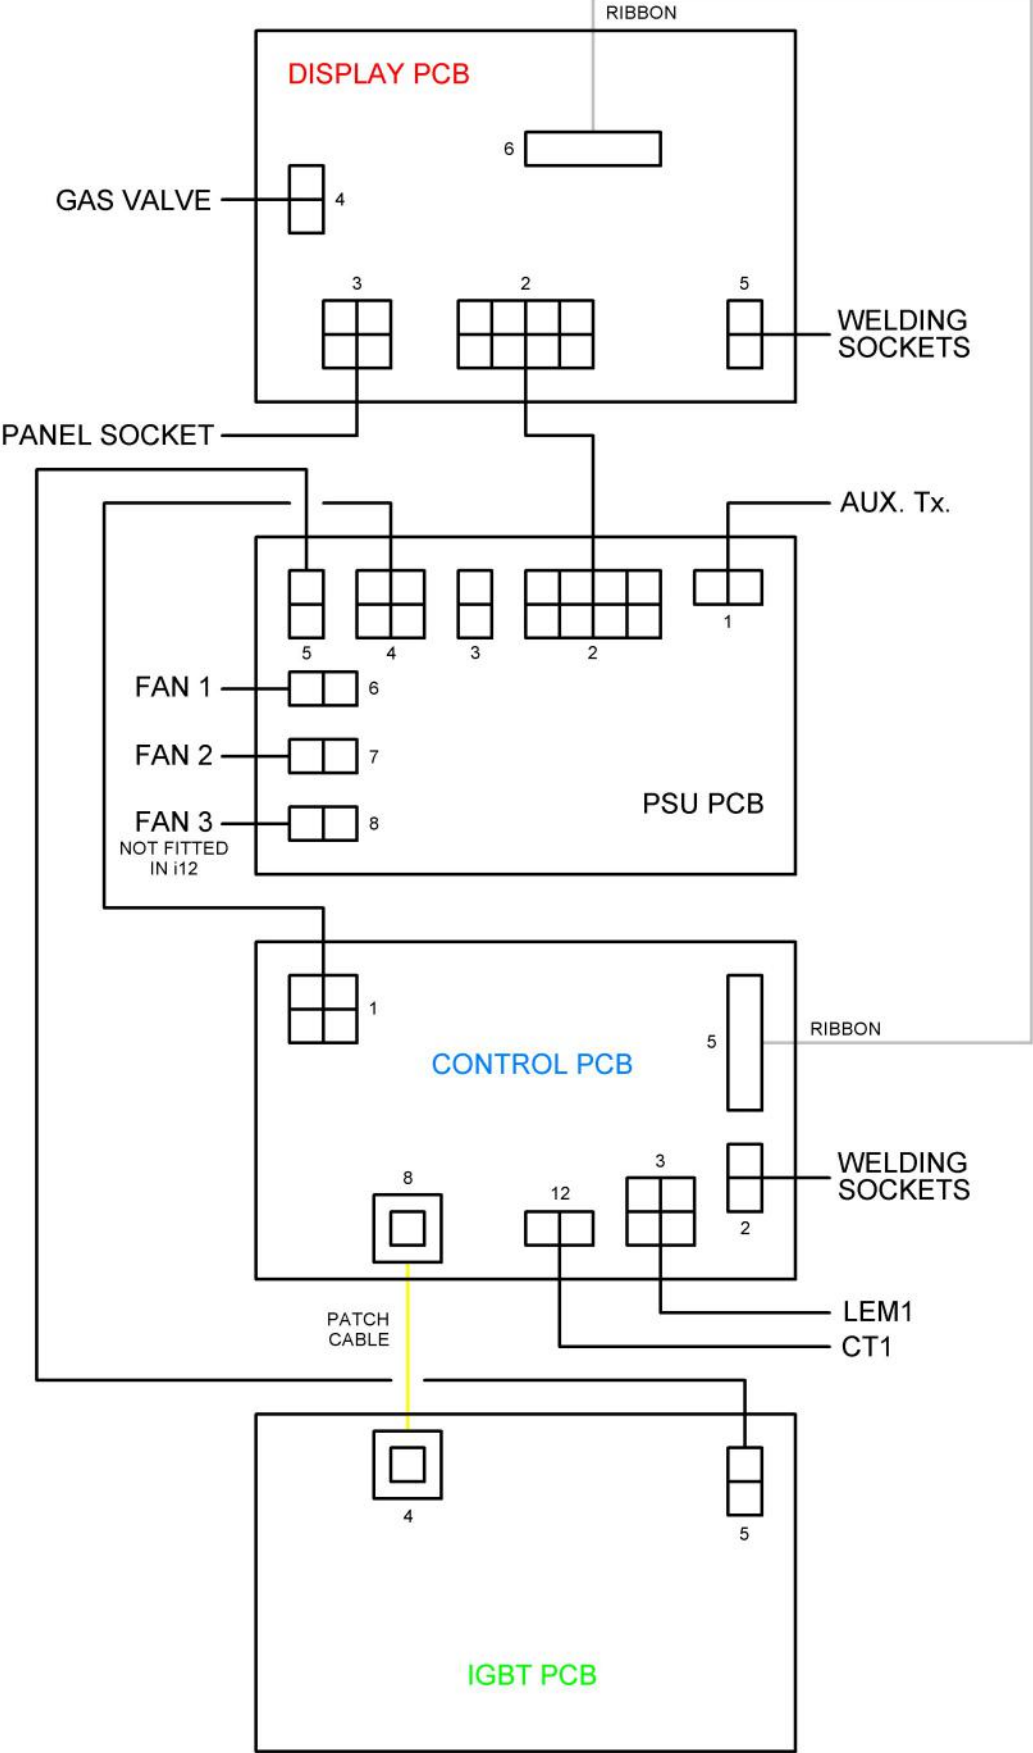 RIBBON
DISPLAY PCB
6
GAS VALVE
4
3
2
5
WELDING
SOCKETS
PANEL SOCKET
AUX. Tx.
1
5
4
3
2
FAN 1
6
FAN 2
7
PSU PCB
FAN 3
8
NOT FITTED
IN i12
1
RIBBON
5
CONTROL PCB
WELDING
SOCKETS
3
8
12
2
LEM1
PATCH
CABLE
CT1
4
5
IGBT PCB